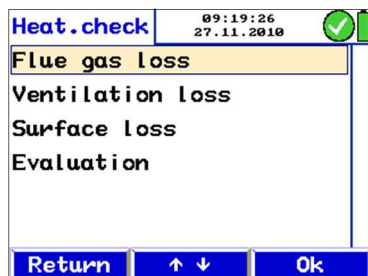 Heat.check
09:19:26
27.11.2010
Flue gas loss
Ventilation loss
Surface loss
Evaluation
Return ↑ ↓ Ok